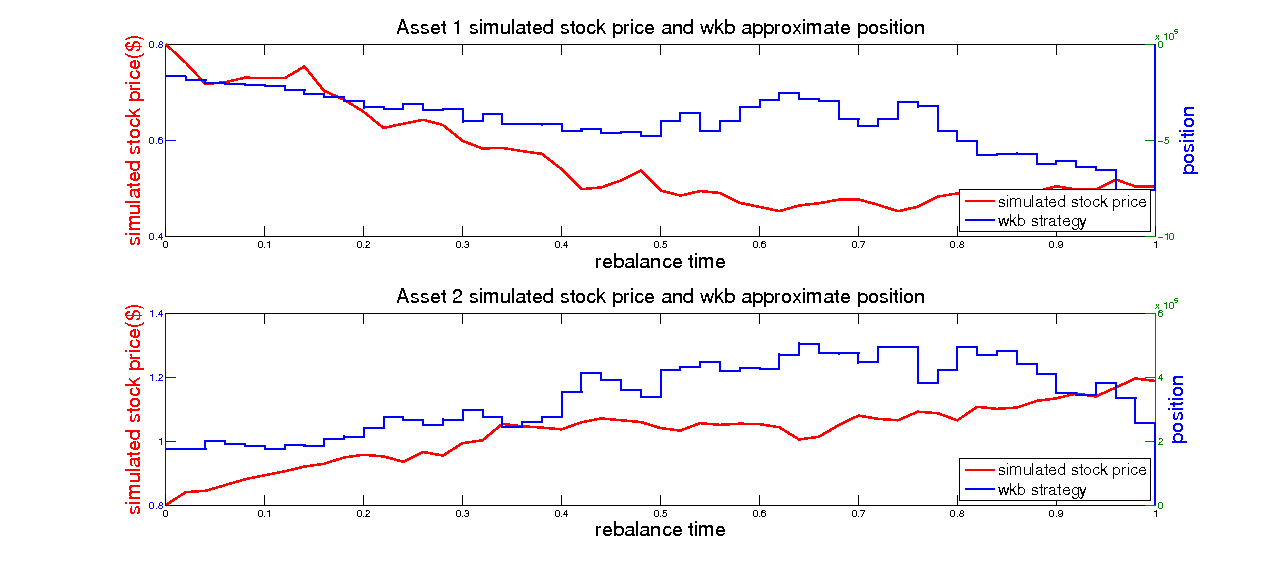 Asset 1 simulated stock price and wkb approximate position
x 10^5
simulated stock price($)
0.8
0.6
0.4
0
-5
-10
position
simulated stock price
wkb strategy
0 0.1 0.2 0.3 0.4 0.5 0.6 0.7 0.8 0.9 1
rebalance time
Asset 2 simulated stock price and wkb approximate position
x 10^5
simulated stock price($)
1.4
1.2
1
0.8
6
4
2
0
position
simulated stock price
wkb strategy
0 0.1 0.2 0.3 0.4 0.5 0.6 0.7 0.8 0.9 1
rebalance time